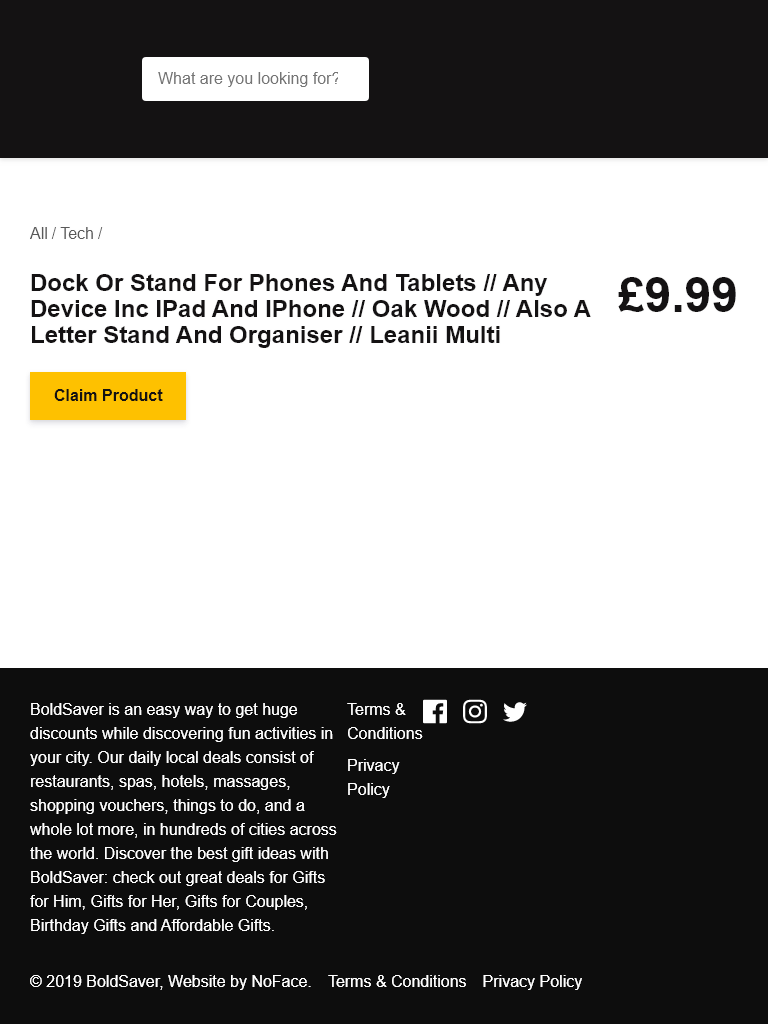 What are you looking for?
All / Tech /
Dock Or Stand For Phones And Tablets // Any
Device Inc IPad And IPhone // Oak Wood // Also A
Letter Stand And Organiser // Leanii Multi
£9.99
Claim Product
BoldSaver is an easy way to get huge
discounts while discovering fun activities in
your city. Our daily local deals consist of
restaurants, spas, hotels, massages,
shopping vouchers, things to do, and a
whole lot more, in hundreds of cities across
the world. Discover the best gift ideas with
BoldSaver: check out great deals for Gifts
for Him, Gifts for Her, Gifts for Couples,
Birthday Gifts and Affordable Gifts.
Terms &
Conditions
Privacy
Policy
© 2019 BoldSaver, Website by NoFace. Terms & Conditions Privacy Policy